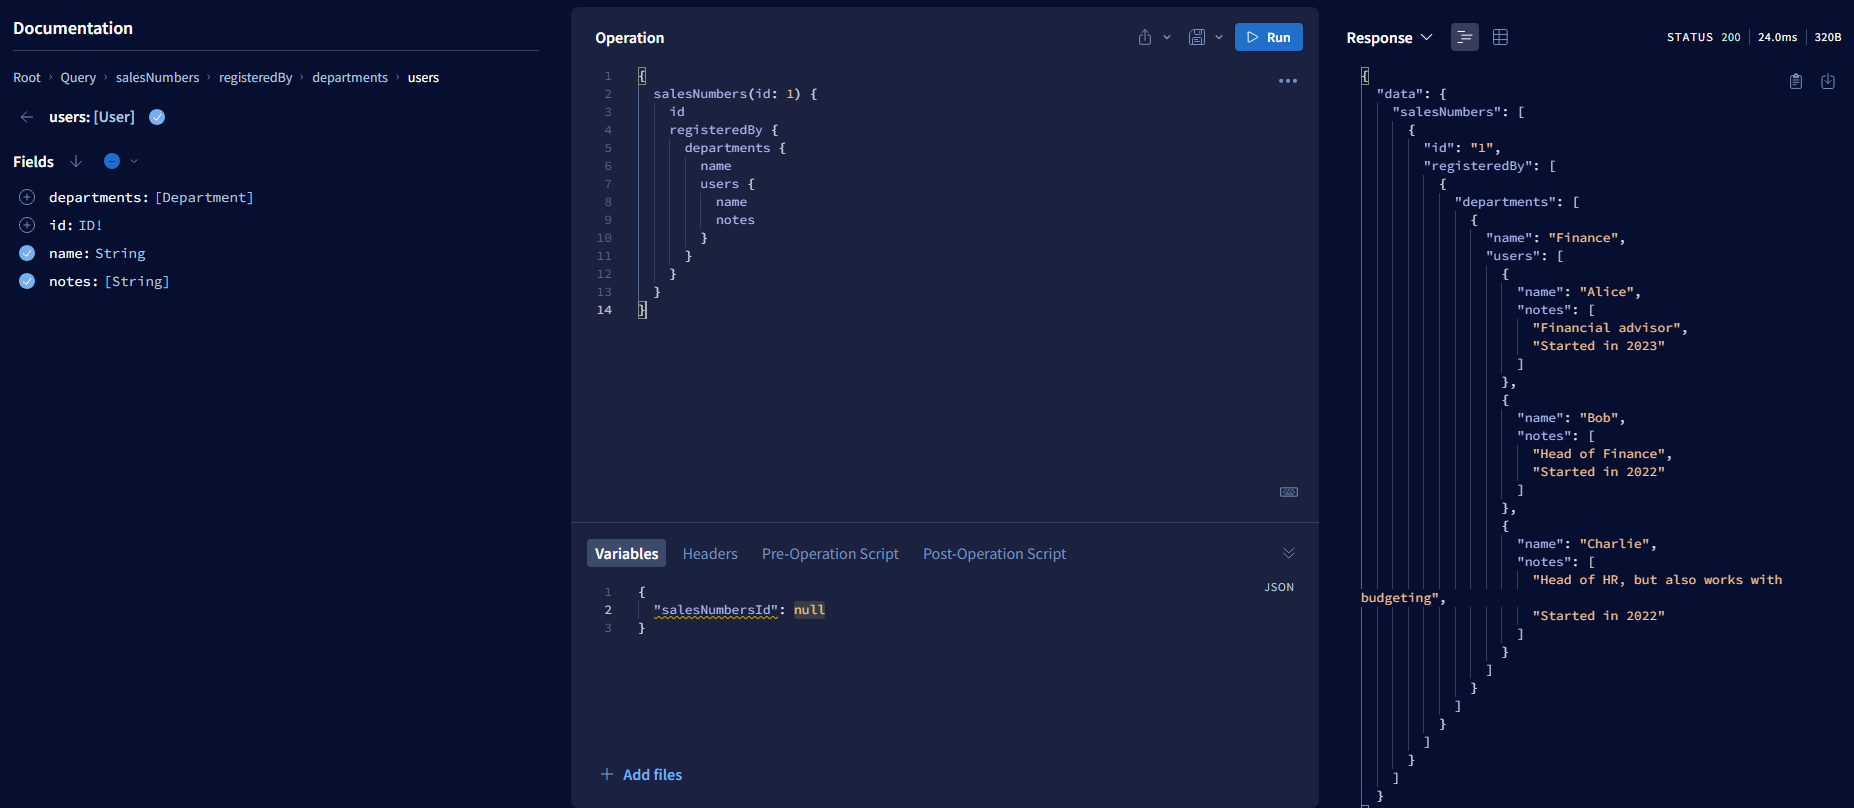 Documentation
Root › Query › salesNumbers › registeredBy › departments › users
users: [User]
Fields
departments: [Department]
id: ID!
name: String
notes: [String]
Operation
Run
1 {
2 salesNumbers(id: 1) {
3 id
4 registeredBy {
5 departments {
6 name
7 users {
8 name
9 notes
10 }
11 }
12 }
13 }
14 }
Variables Headers Pre-Operation Script Post-Operation Script
JSON
1 {
2 "salesNumbersId": null
3 }
+ Add files
Response
STATUS 200 24.0ms 320B
{
"data": {
"salesNumbers": [
{
"id": "1",
"registeredBy": [
{
"departments": [
{
"name": "Finance",
"users": [
{
"name": "Alice",
"notes": [
"Financial advisor",
"Started in 2023"
]
},
{
"name": "Bob",
"notes": [
"Head of Finance",
"Started in 2022"
]
},
{
"name": "Charlie",
"notes": [
"Head of HR, but also works with
budgeting",
"Started in 2022"
]
}
]
}
]
}
]
}
]
}